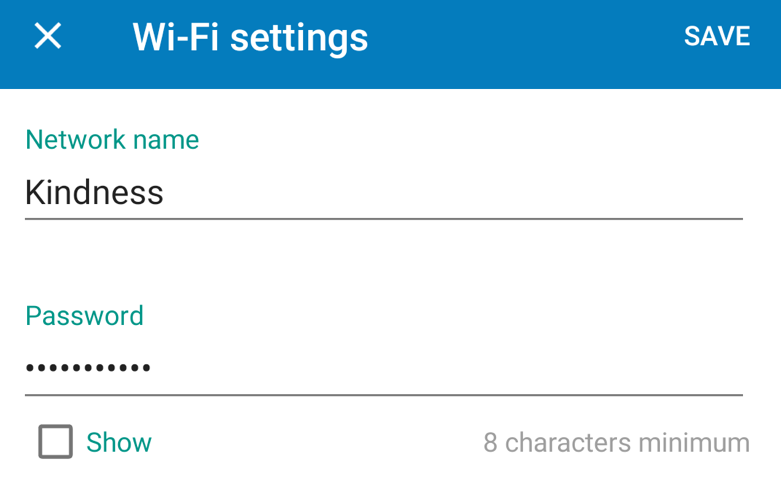 Wi-Fi settings SAVE
Network name
Kindness
Password
•••••••••••
Show 8 characters minimum